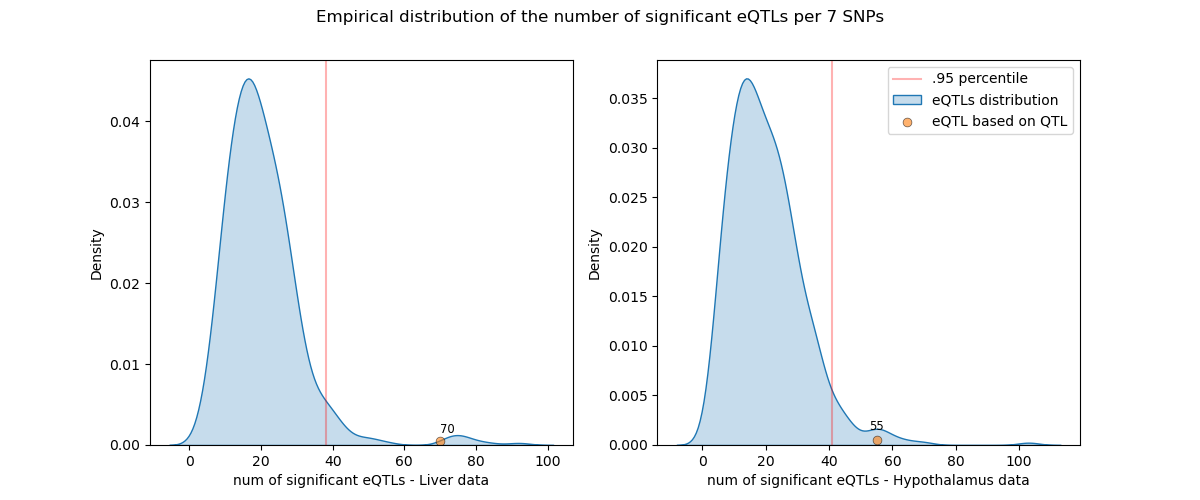 Empirical distribution of the number of significant eQTLs per 7 SNPs
Density
0.04
0.03
0.02
0.01
0.00
70
0 20 40 60 80 100
num of significant eQTLs - Liver data
Density
0.035
0.030
0.025
0.020
0.015
0.010
0.005
0.000
.95 percentile
eQTLs distribution
eQTL based on QTL
55
0 20 40 60 80 100
num of significant eQTLs - Hypothalamus data